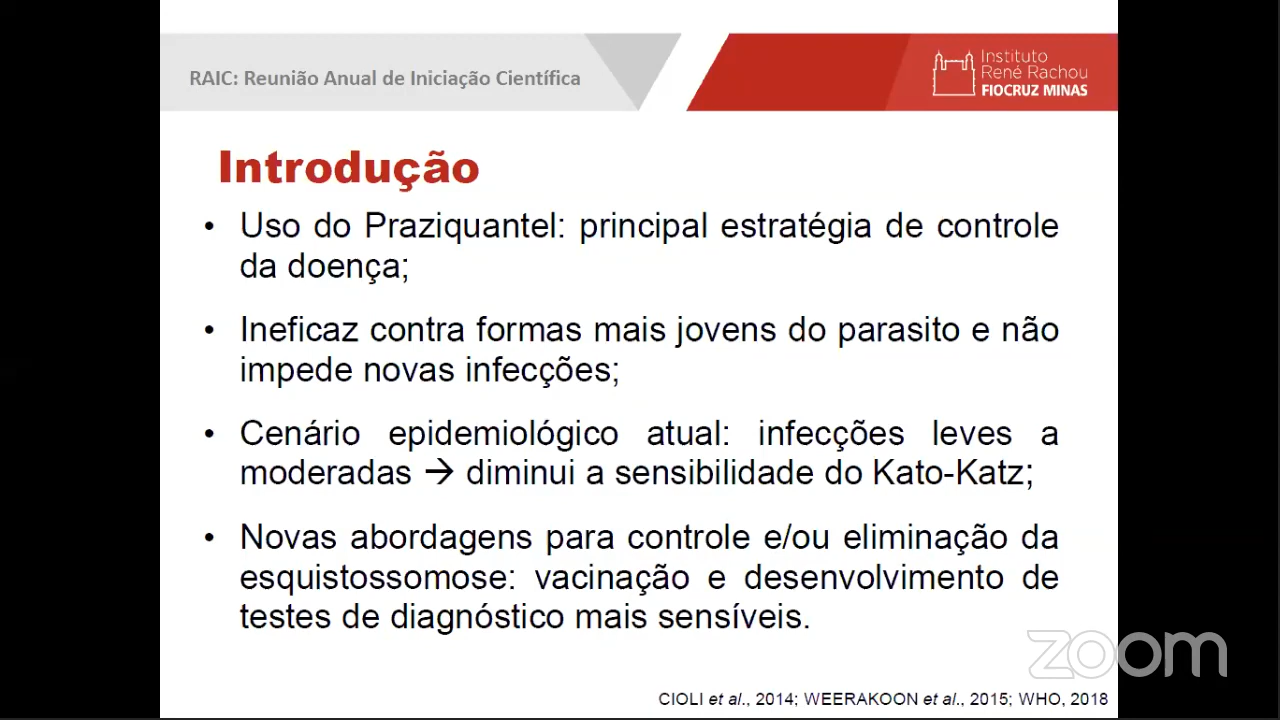 RAIC: Reunião Anual de Iniciação Científica
Instituto
René Rachou
FIOCRUZ MINAS
Introdução
• Uso do Praziquantel: principal estratégia de controle
da doença;
• Ineficaz contra formas mais jovens do parasito e não
impede novas infecções;
• Cenário epidemiológico atual: infecções leves a
moderadas → diminui a sensibilidade do Kato-Katz;
• Novas abordagens para controle e/ou eliminação da
esquistossomose: vacinação e desenvolvimento de
testes de diagnóstico mais sensíveis.
zoom
CIOLI et al., 2014; WEERAKOON et al., 2015; WHO, 2018